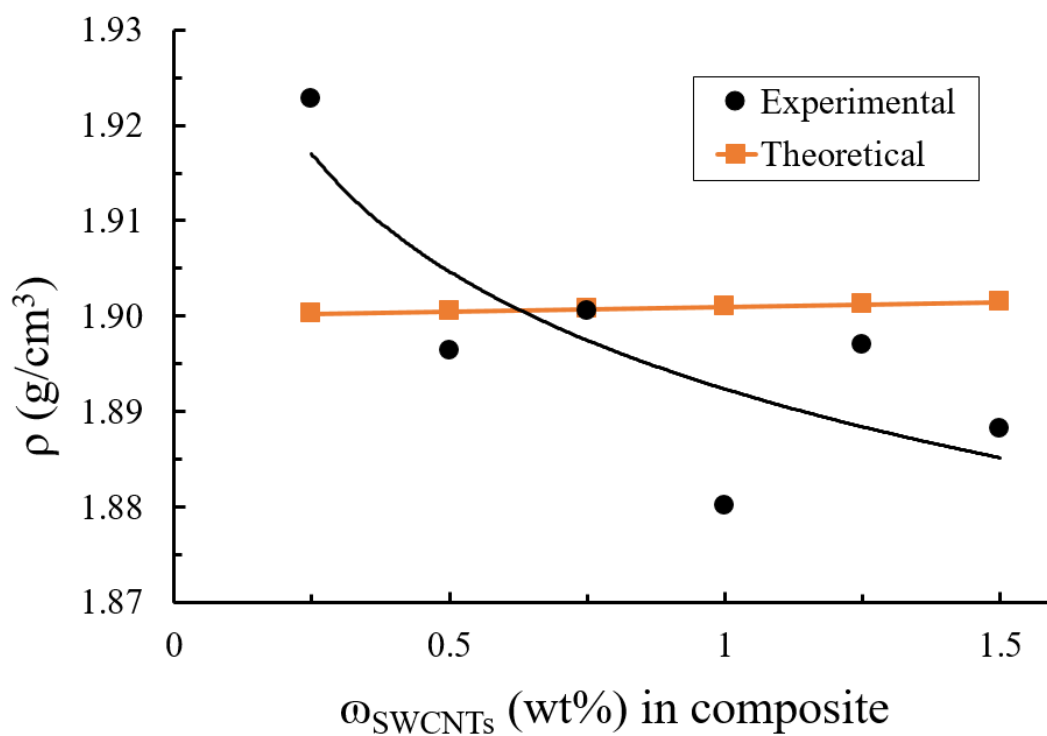 1.93
1.92
1.91
1.90
1.89
1.88
1.87
ρ (g/cm³)
Experimental
Theoretical
0 0.5 1 1.5
ω_SWCNTs (wt%) in composite